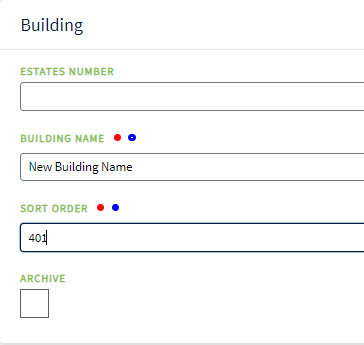 Building
ESTATES NUMBER
BUILDING NAME
New Building Name
SORT ORDER
401
ARCHIVE